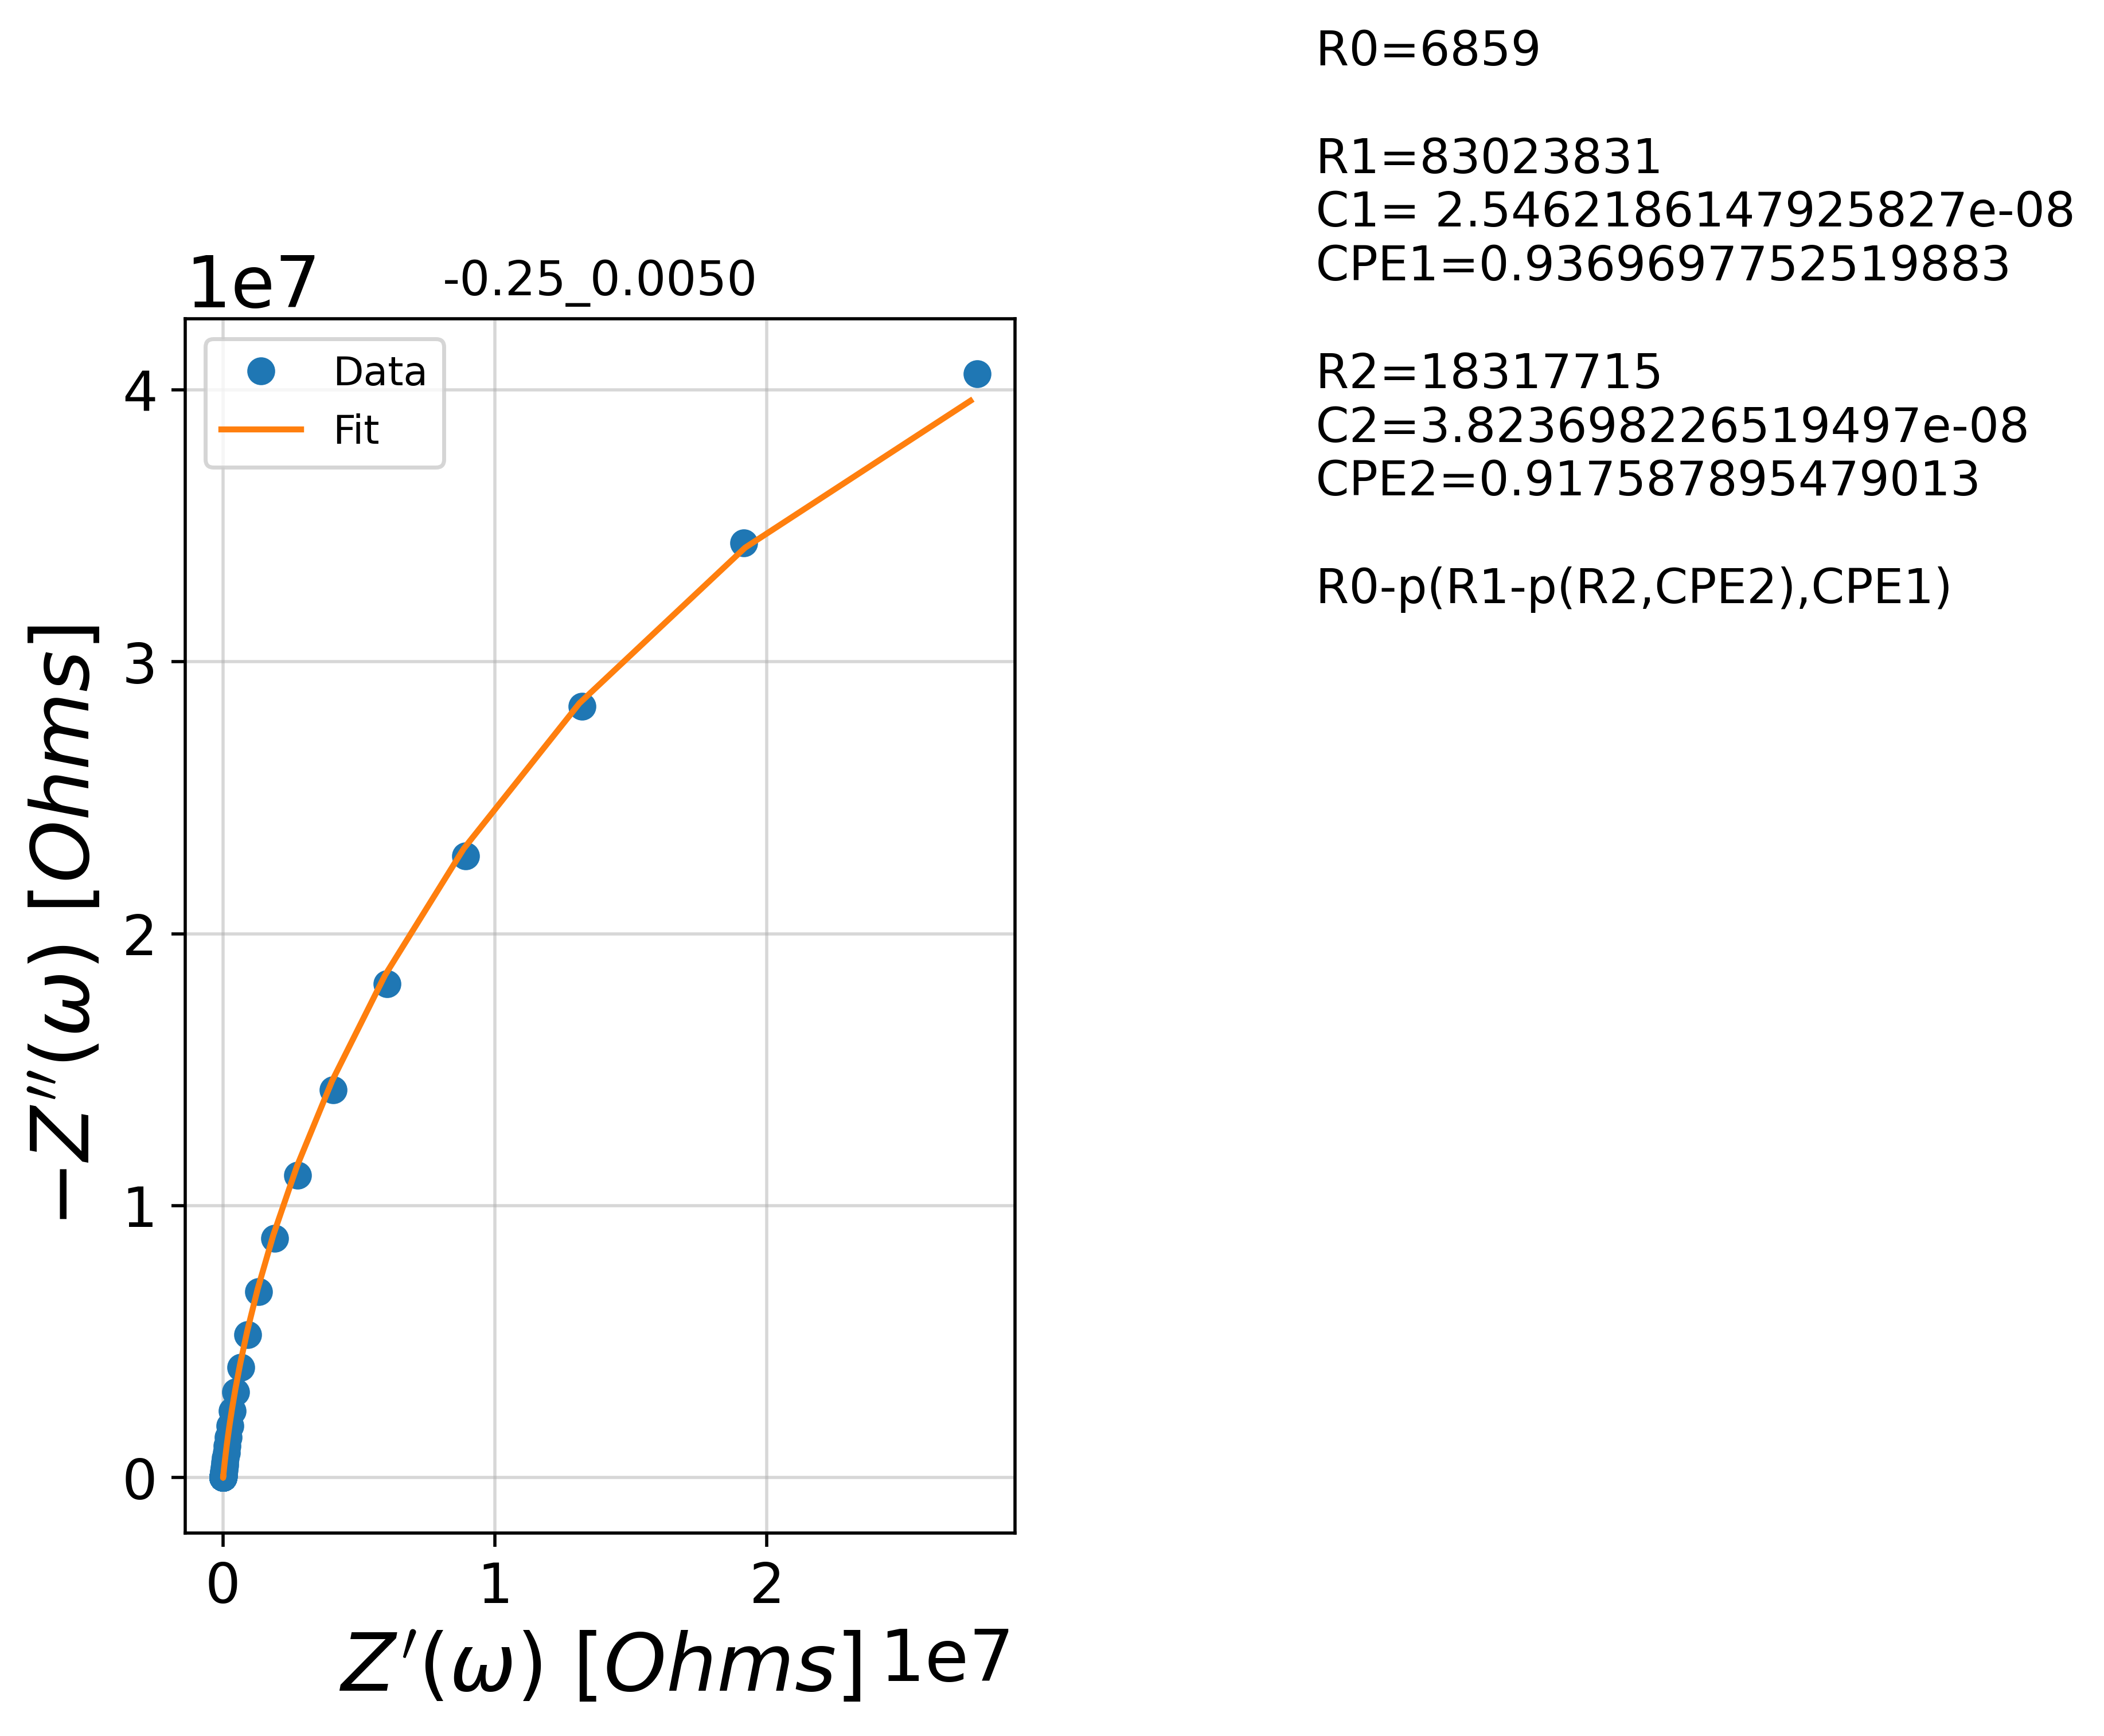 R0=6859
R1=83023831
C1= 2.5462186147925827e-08
CPE1=0.9369697752519883
R2=18317715
C2=3.823698226519497e-08
CPE2=0.917587895479013
R0-p(R1-p(R2,CPE2),CPE1)
1e7
-0.25_0.0050
Data
Fit
4
3
2
1
0
−Z″(ω) [Ohms]
0 1 2
Z′(ω) [Ohms]
1e7